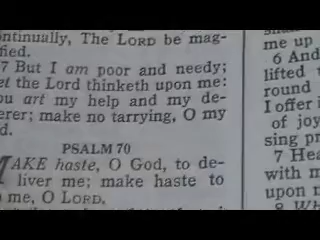 ontinually, The LORD be mag-
fied.
7 But I am poor and needy;
et the Lord thinketh upon me:
ou art my help and my de-
erer; make no tarrying, O my
d.
PSALM 70
MAKE haste, O God, to de-
liver me; make haste to
me, O LORD.
me up
6 And
lifted
round
I offer i
of joy
sing pr
7 Hea
with m
upon m